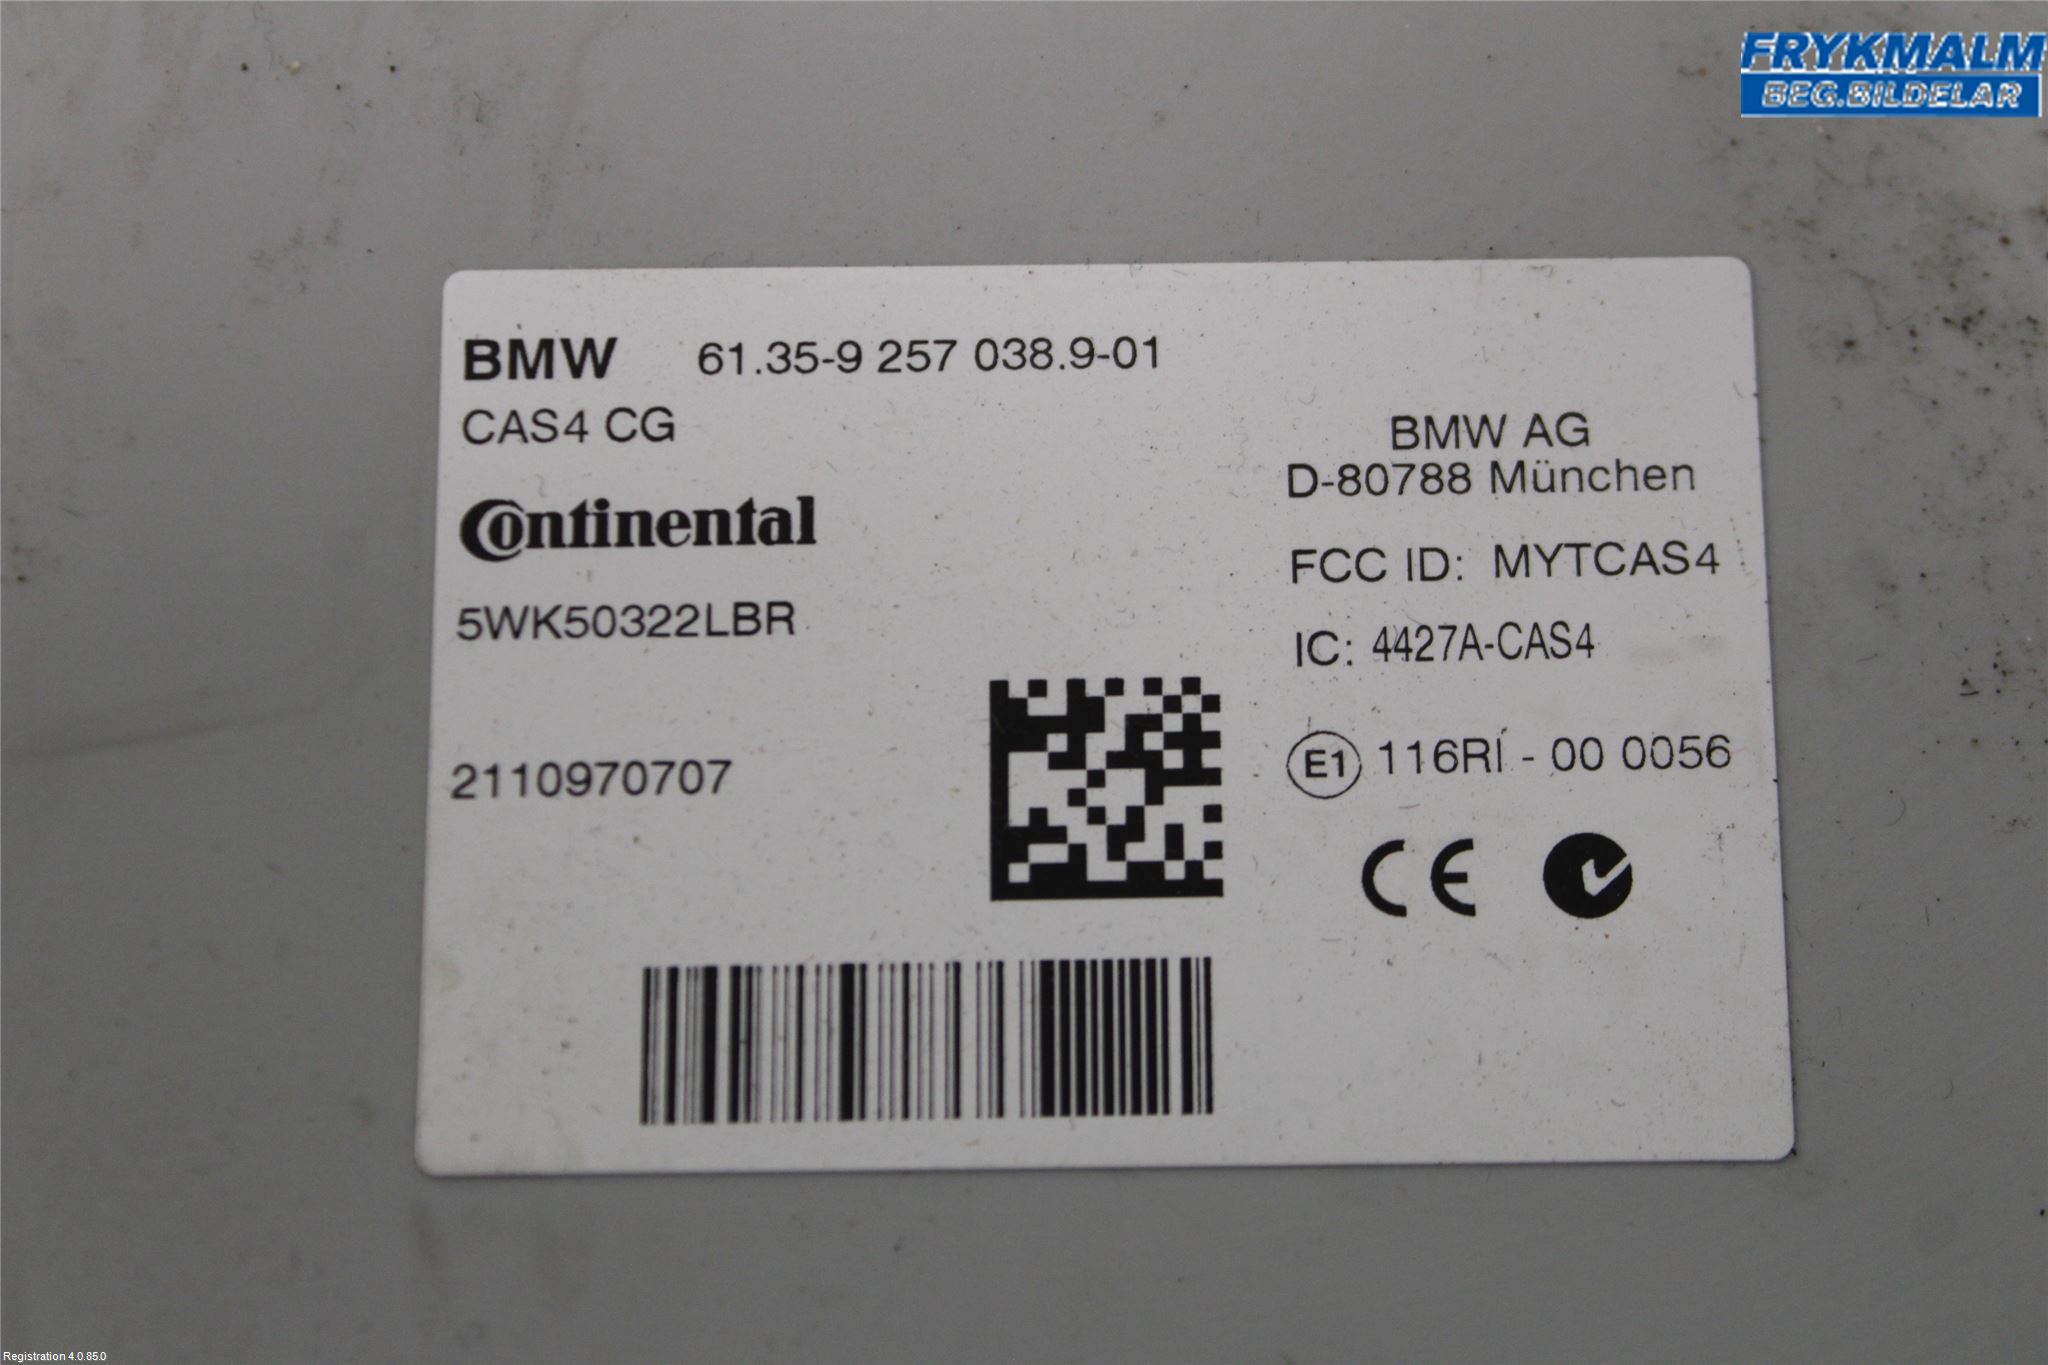 FRYKMALM
BEG.BILDELAR
BMW 61.35-9 257 038.9-01
CAS4 CG
Continental
5WK50322LBR
2110970707
BMW AG
D-80788 München
FCC ID: MYTCAS4
IC: 4427A-CAS4
E1 116RI - 00 0056
CE
Registration 4.0.85.0